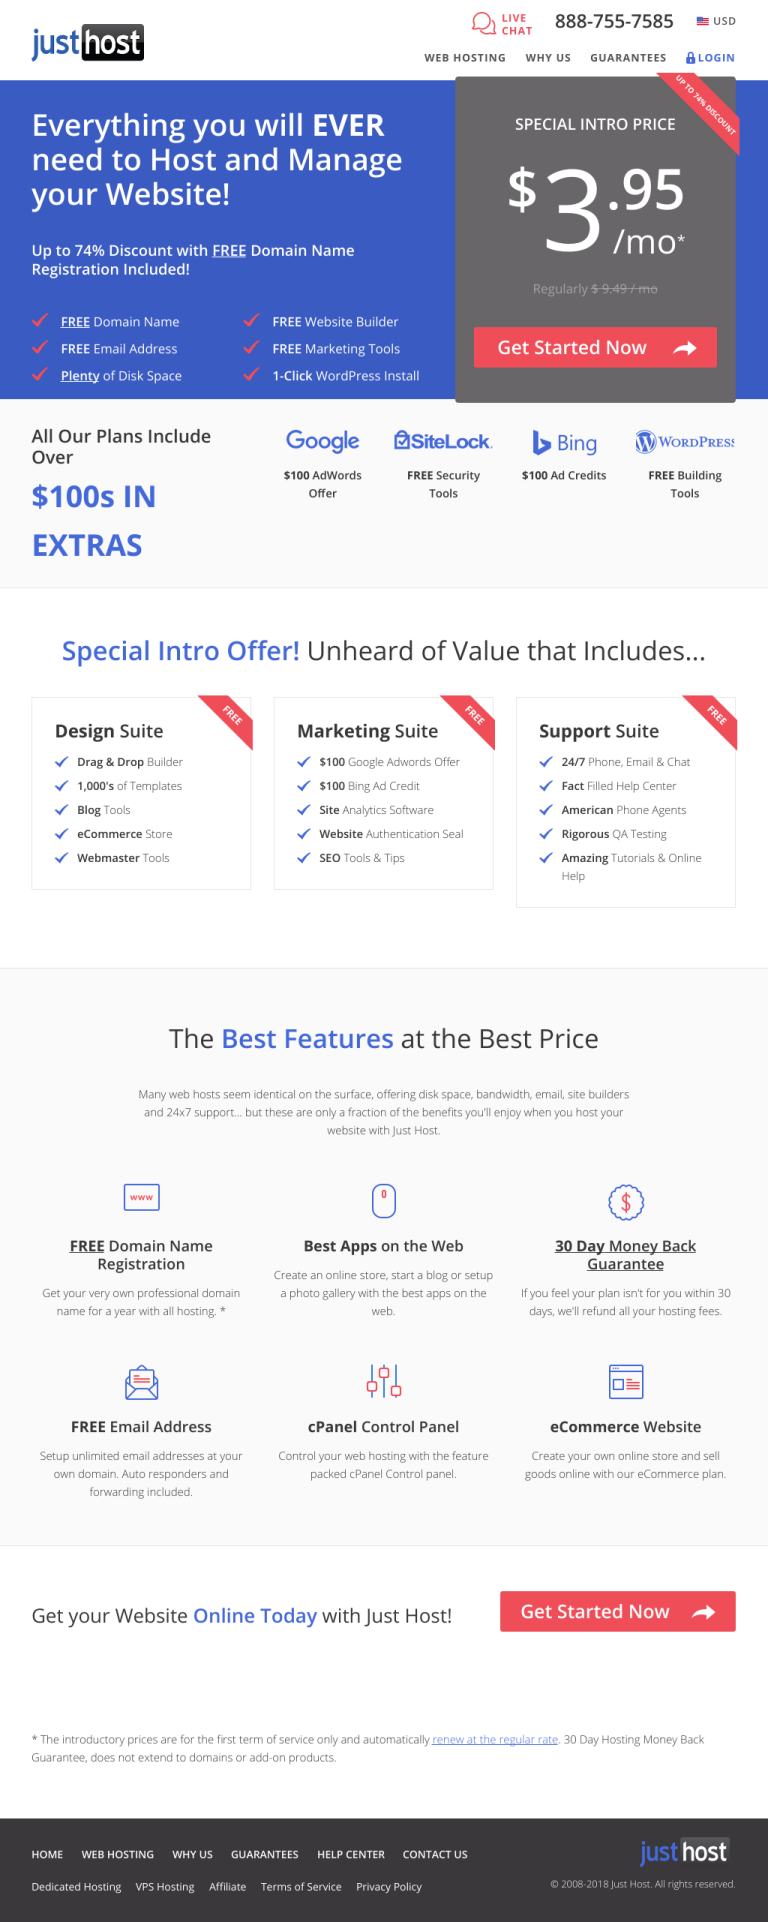 justhost
LIVE
CHAT
888-755-7585
USD
WEB HOSTING WHY US GUARANTEES LOGIN
Everything you will EVER
need to Host and Manage
your Website!
Up to 74% Discount with FREE Domain Name
Registration Included!
FREE Domain Name
FREE Website Builder
FREE Email Address
FREE Marketing Tools
Plenty of Disk Space
1-Click WordPress Install
UP TO 74% DISCOUNT
SPECIAL INTRO PRICE
$3.95
/mo*
Regularly $ 9.49 / mo
Get Started Now
All Our Plans Include
Over
$100s IN
EXTRAS
Google
$100 AdWords
Offer
SiteLock
FREE Security
Tools
Bing
$100 Ad Credits
WORDPRESS
FREE Building
Tools
Special Intro Offer! Unheard of Value that Includes...
FREE
Design Suite
Drag & Drop Builder
1,000's of Templates
Blog Tools
eCommerce Store
Webmaster Tools
FREE
Marketing Suite
$100 Google Adwords Offer
$100 Bing Ad Credit
Site Analytics Software
Website Authentication Seal
SEO Tools & Tips
FREE
Support Suite
24/7 Phone, Email & Chat
Fact Filled Help Center
American Phone Agents
Rigorous QA Testing
Amazing Tutorials & Online
Help
The Best Features at the Best Price
Many web hosts seem identical on the surface, offering disk space, bandwidth, email, site builders
and 24x7 support... but these are only a fraction of the benefits you'll enjoy when you host your
website with Just Host.
www
FREE Domain Name
Registration
Get your very own professional domain
name for a year with all hosting. *
Best Apps on the Web
Create an online store, start a blog or setup
a photo gallery with the best apps on the
web.
$
30 Day Money Back
Guarantee
If you feel your plan isn't for you within 30
days, we'll refund all your hosting fees.
FREE Email Address
Setup unlimited email addresses at your
own domain. Auto responders and
forwarding included.
cPanel Control Panel
Control your web hosting with the feature
packed cPanel Control panel.
eCommerce Website
Create your own online store and sell
goods online with our eCommerce plan.
Get your Website Online Today with Just Host!
Get Started Now
* The introductory prices are for the first term of service only and automatically renew at the regular rate. 30 Day Hosting Money Back
Guarantee, does not extend to domains or add-on products.
HOME WEB HOSTING WHY US GUARANTEES HELP CENTER CONTACT US
Dedicated Hosting VPS Hosting Affiliate Terms of Service Privacy Policy
justhost
© 2008-2018 Just Host. All rights reserved.